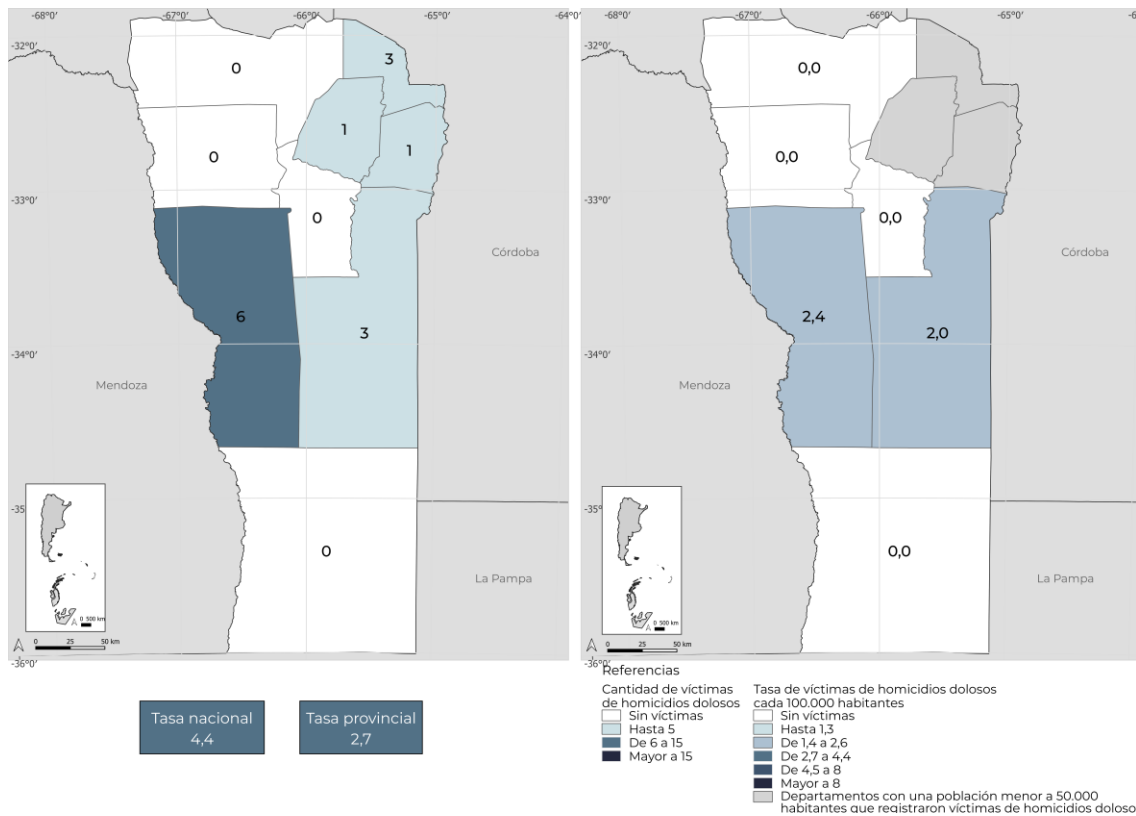 -68°0' -67°0' -66°0' -65°0'
-32°0'
-33°0'
-34°0'
-35°
-36°0'
0
3
1
1
0
0
6
3
0
Córdoba
Mendoza
La Pampa
0 500 km
0 25 50 km
-68°0' -67°0' -66°0' -65°0'
-32°0'
-33°0'
-34°0'
-35°
-36°0'
0,0
0,0
0,0
2,4
2,0
0,0
Córdoba
Mendoza
La Pampa
0 500 km
0 25 50 km
Tasa nacional
4,4
Tasa provincial
2,7
Referencias
Cantidad de víctimas
de homicidios dolosos
Sin víctimas
Hasta 5
De 6 a 15
Mayor a 15
Tasa de víctimas de homicidios dolosos
cada 100.000 habitantes
Sin víctimas
Hasta 1,3
De 1,4 a 2,6
De 2,7 a 4,4
De 4,5 a 8
Mayor a 8
Departamentos con una población menor a 50.000
habitantes que registraron víctimas de homicidios doloso